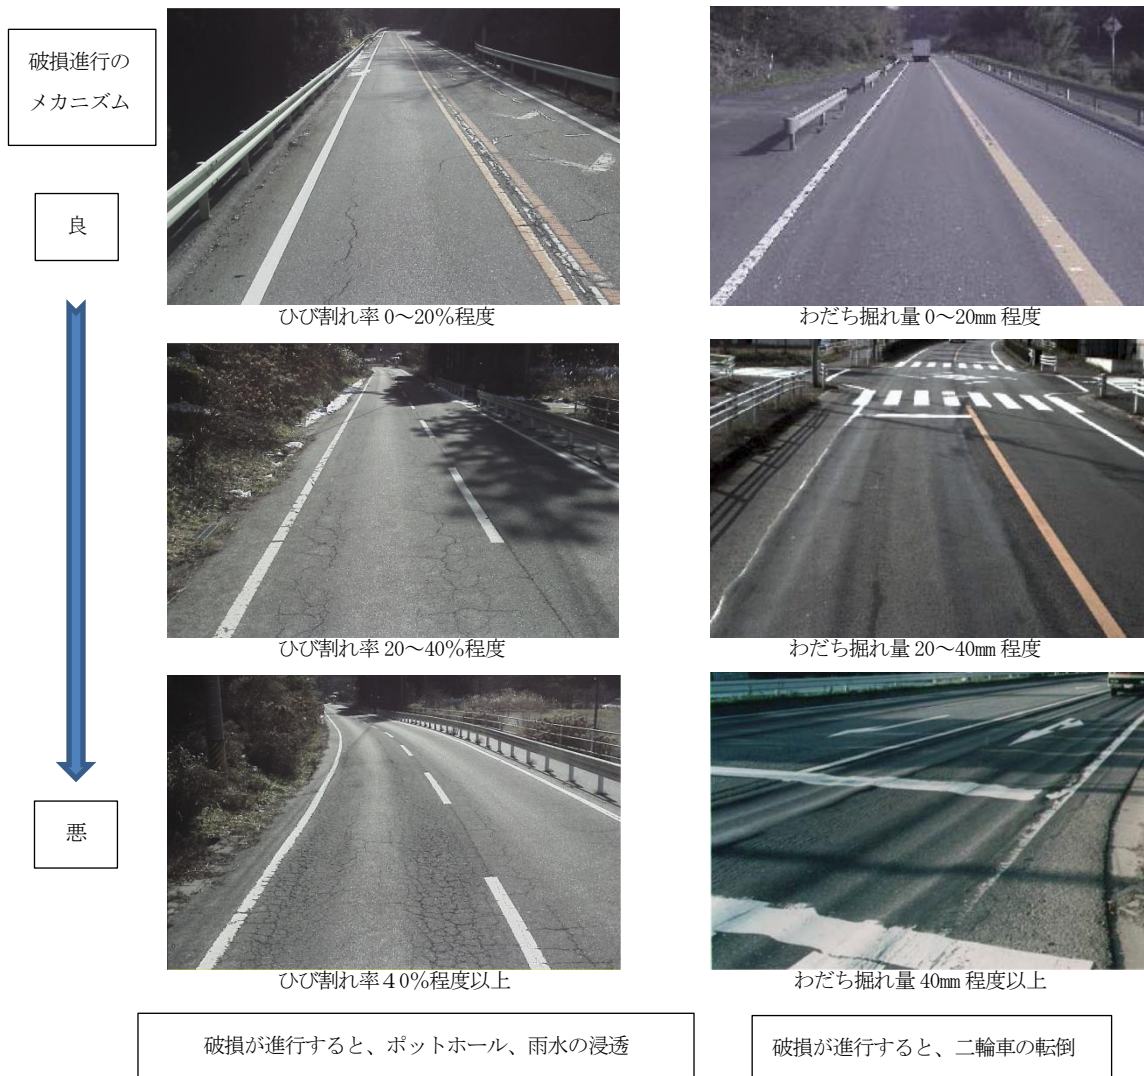 破損進行の
メカニズム
良
ひび割れ率 0～20%程度
わだち掘れ量 0～20mm 程度
ひび割れ率 20～40%程度
わだち掘れ量 20～40mm 程度
悪
ひび割れ率４0%程度以上
わだち掘れ量 40mm 程度以上
破損が進行すると、ポットホール、雨水の浸透
破損が進行すると、二輪車の転倒